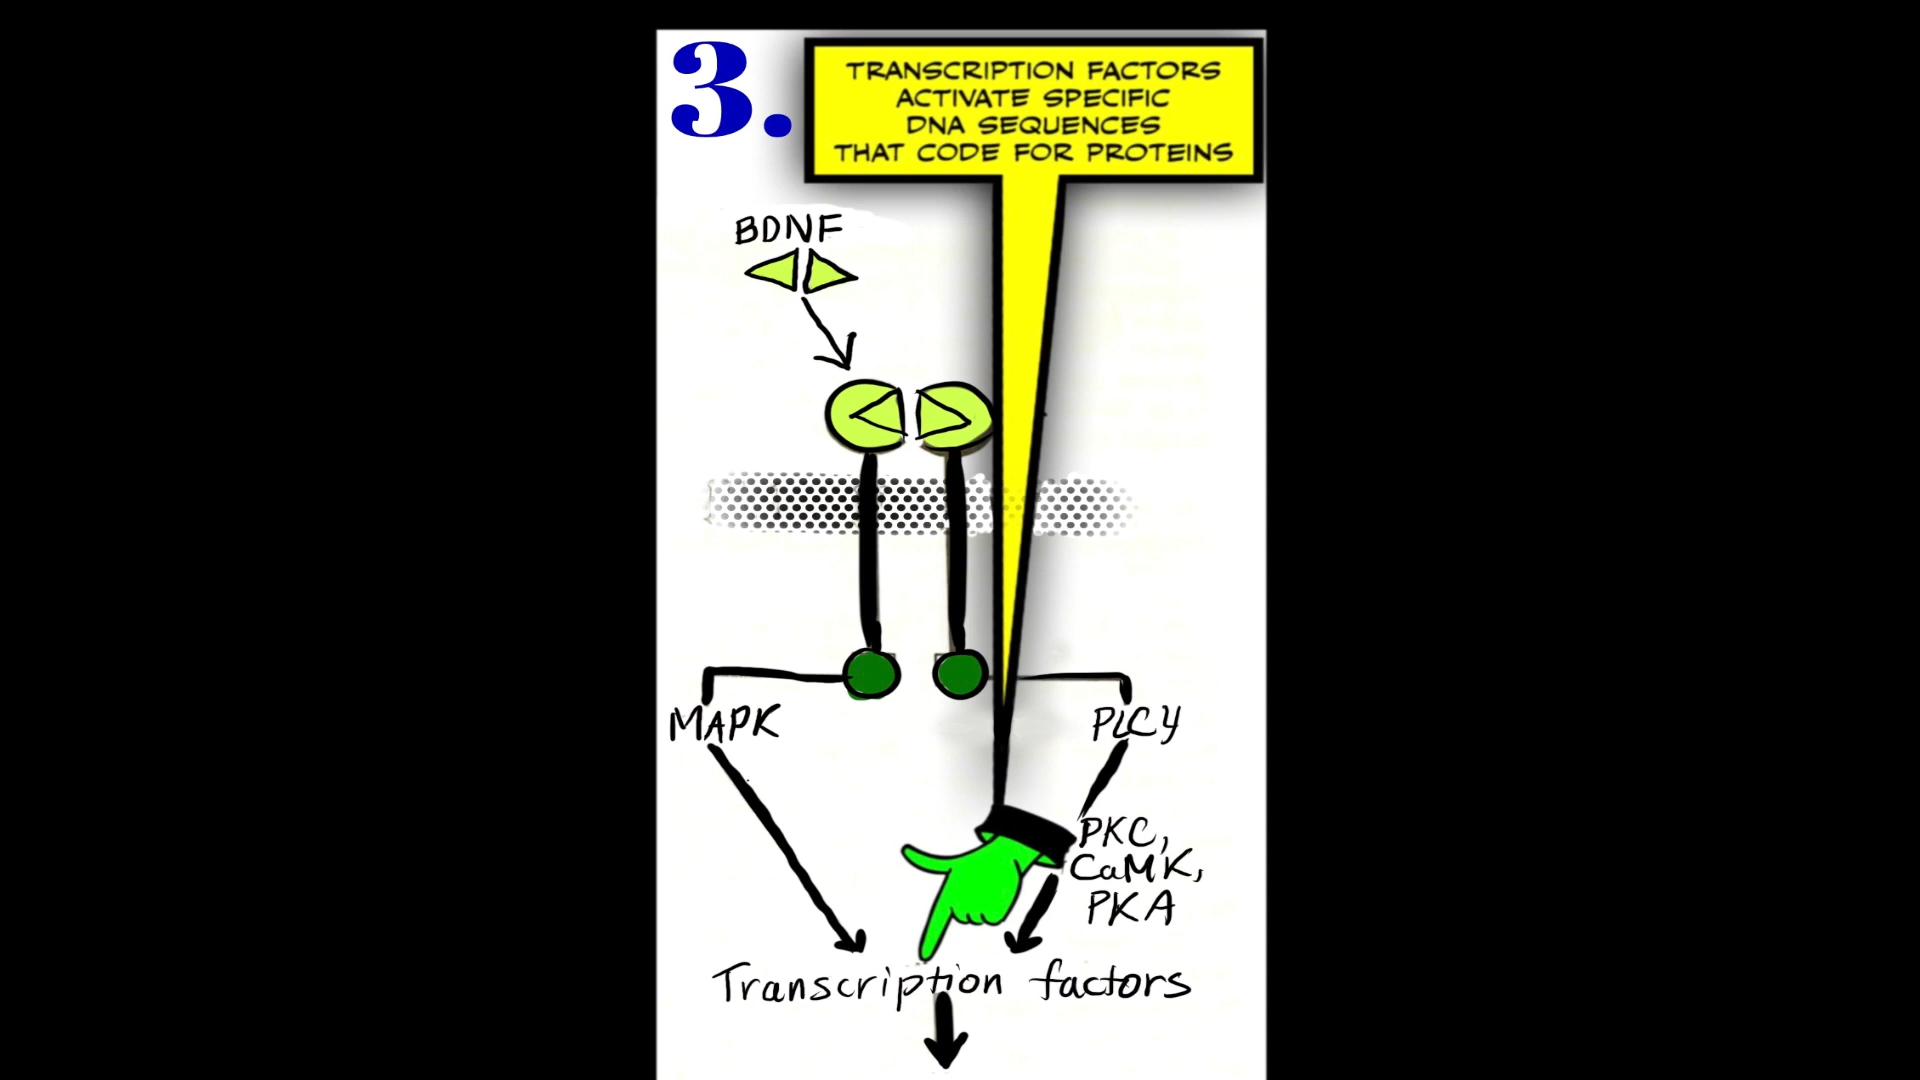 3.
TRANSCRIPTION FACTORS
ACTIVATE SPECIFIC
DNA SEQUENCES
THAT CODE FOR PROTEINS
BDNF
MAPK
PLCγ
PKC,
CaMK,
PKA
Transcription factors